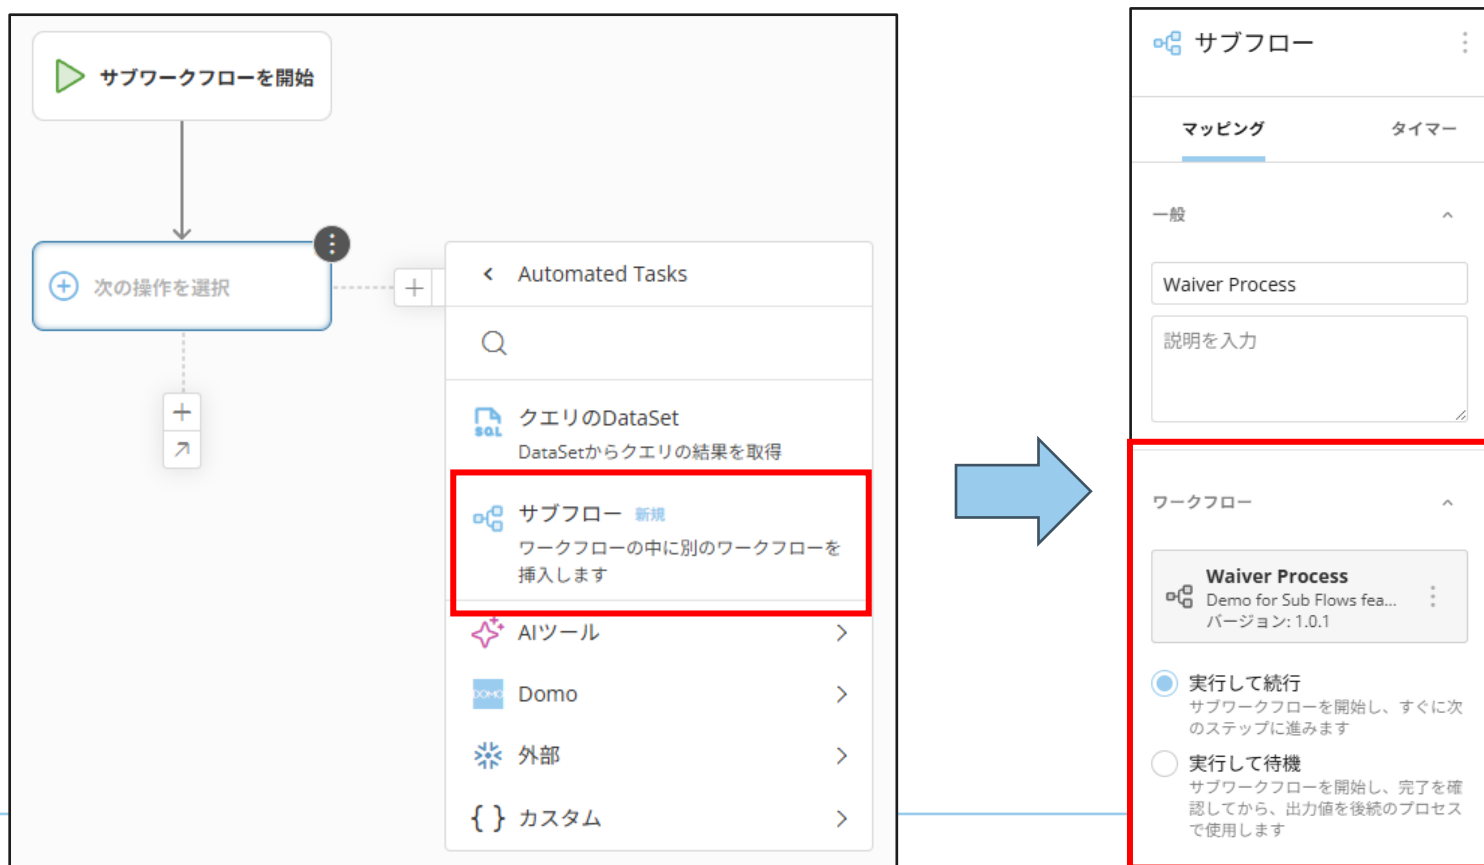 サブワークフローを開始
次の操作を選択
Automated Tasks
SQL
クエリのDataSet
DataSetからクエリの結果を取得
サブフロー 新規
ワークフローの中に別のワークフローを
挿入します
AIツール
DOMO
Domo
外部
{ } カスタム
サブフロー
マッピング タイマー
一般
Waiver Process
説明を入力
ワークフロー
Waiver Process
Demo for Sub Flows fea...
バージョン: 1.0.1
実行して続行
サブワークフローを開始し、すぐに次
のステップに進みます
実行して待機
サブワークフローを開始し、完了を確
認してから、出力値を後続のプロセス
で使用します